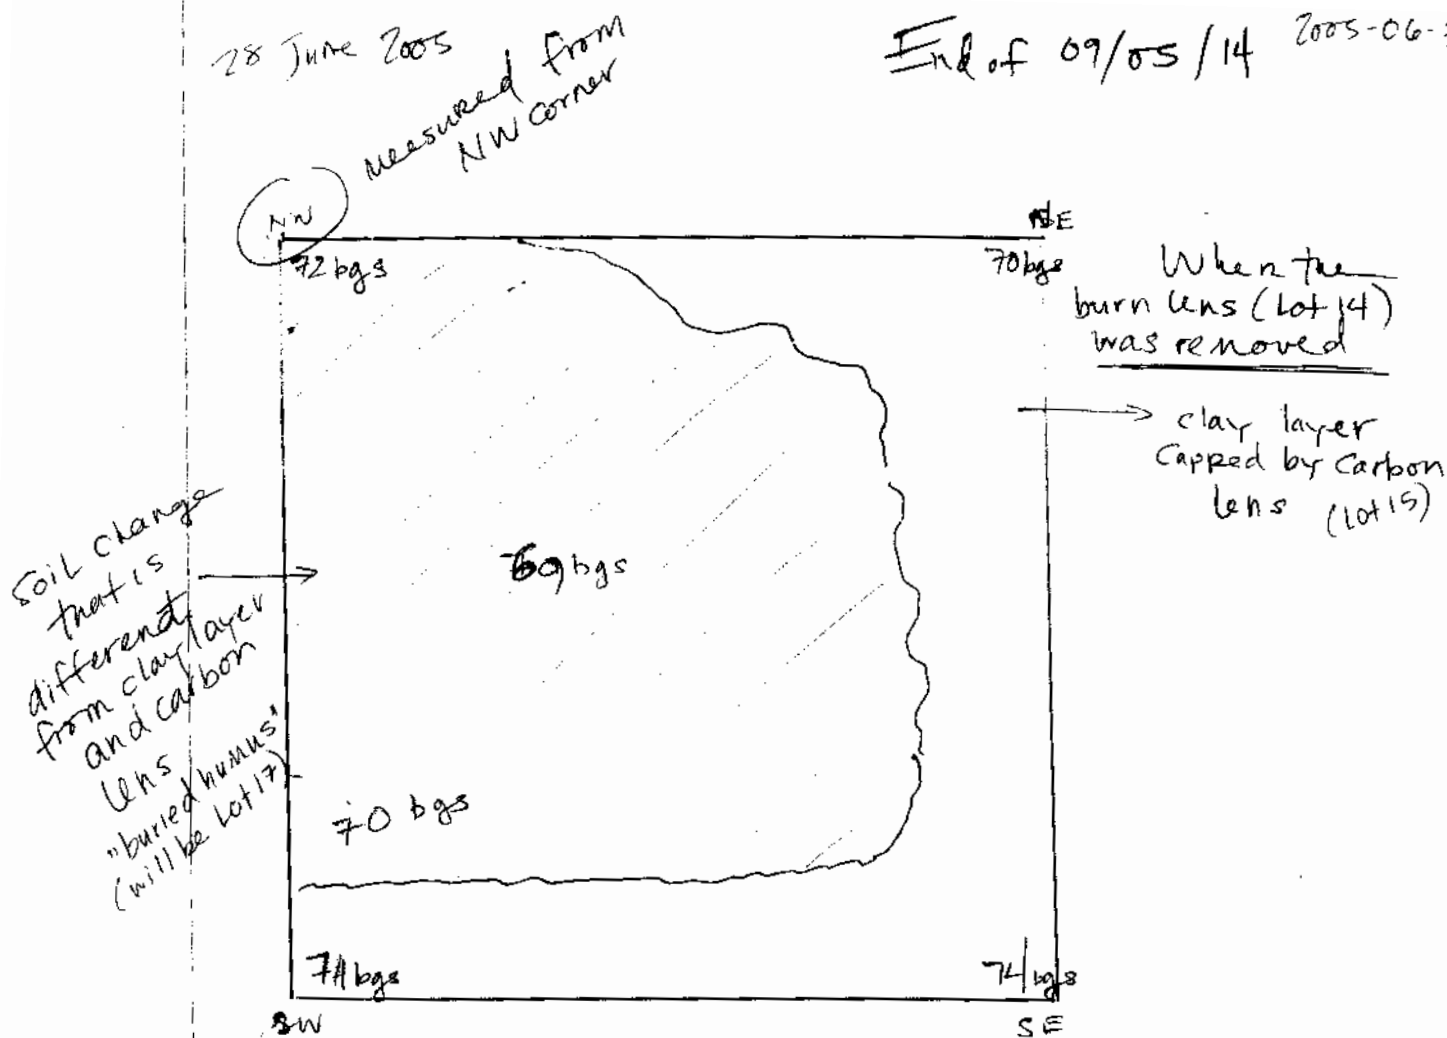 28 June 2005
End of 09/05/14
2005-06-
measured from
NW corner
NW
NE
72 bgs
70 bgs
When the
burn lens (Lot 14)
was removed
clay layer
capped by carbon
lens (Lot 15)
soil change
that is
different
from clay layer
and carbon
lens
"buried humus"
(will be Lot 17)
69 bgs
70 bgs
74 bgs
74 bgs
SW
SE